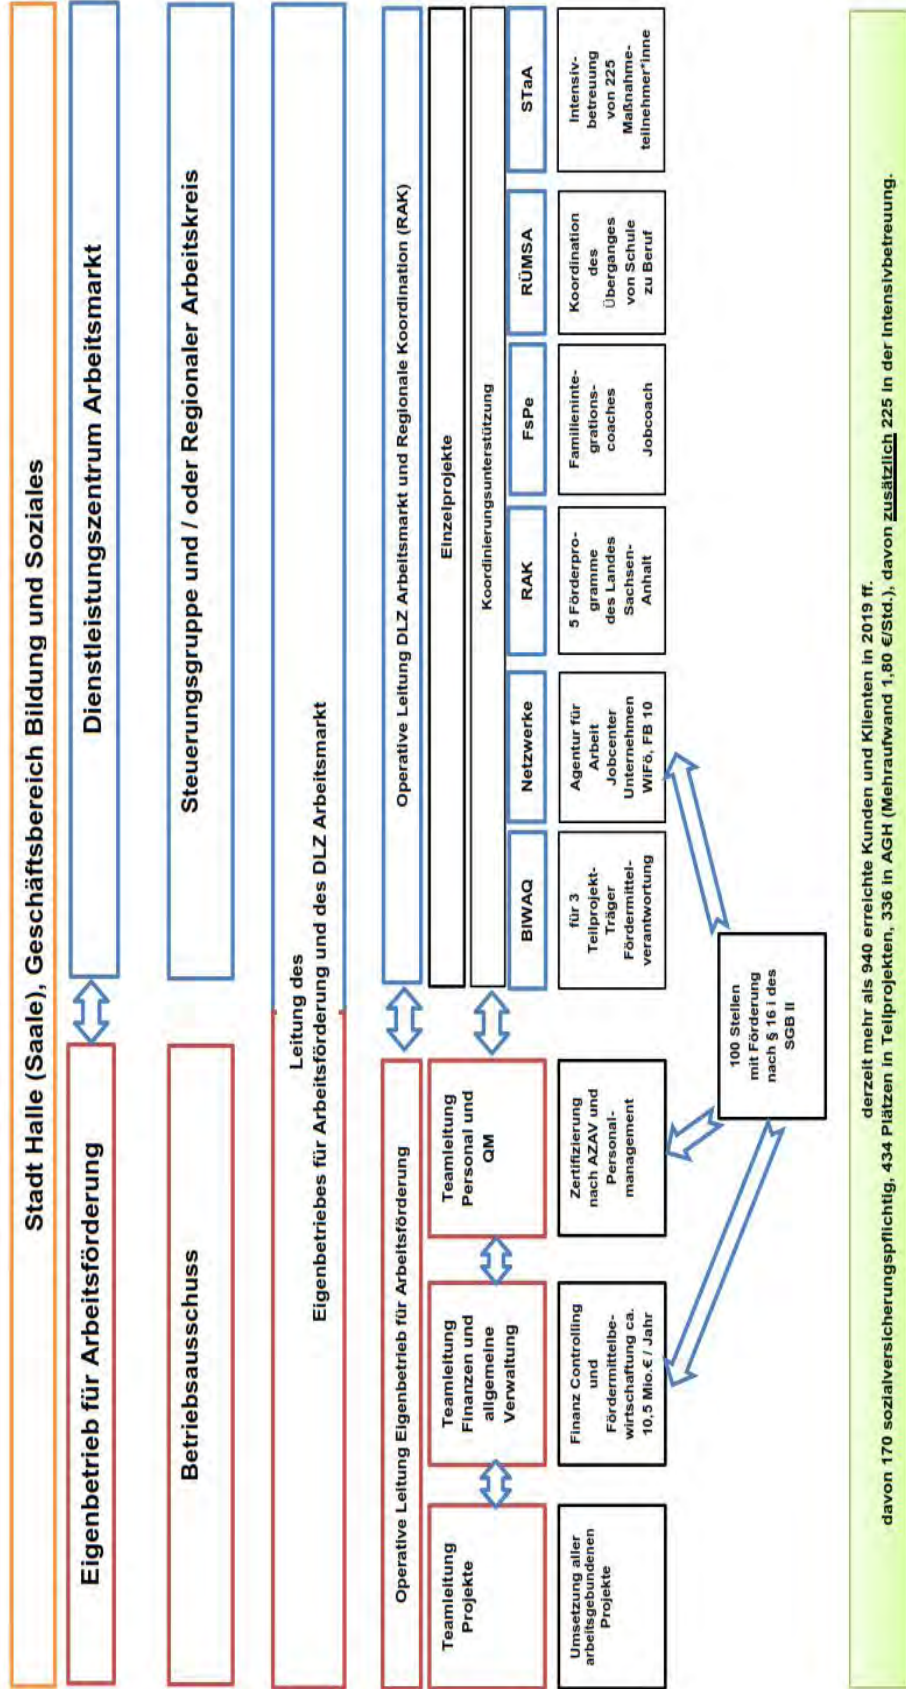 Stadt Halle (Saale), Geschäftsbereich Bildung und Soziales
Eigenbetrieb für Arbeitsförderung
Dienstleistungszentrum Arbeitsmarkt
Betriebsausschuss
Steuerungsgruppe und / oder Regionaler Arbeitskreis
Leitung des
Eigenbetriebes für Arbeitsförderung und des DLZ Arbeitsmarkt
Operative Leitung Eigenbetrieb für Arbeitsförderung
Operative Leitung DLZ Arbeitsmarkt und Regionale Koordination (RAK)
Teamleitung
Projekte
Teamleitung
Finanzen und
allgemeine
Verwaltung
Teamleitung
Personal und
QM
Einzelprojekte
Koordinierungsunterstützung
BIWAQ
Netzwerke
RAK
FsPe
RÜMSA
STaA
Umsetzung aller
arbeitsgebundenen
Projekte
Finanz Controlling
und
Fördermittelbe-
wirtschaftung ca.
10,5 Mio.€ / Jahr
Zertifizierung
nach AZAV und
Personal-
management
für 3
Teilprojekt-
Träger
Fördermittel-
verantwortung
Agentur für
Arbeit
Jobcenter
Unternehmen
WiFö, FB 10
5 Förderpro-
gramme
des Landes
Sachsen-
Anhalt
Familieninte-
grations-
coaches
Jobcoach
Koordination
des
Überganges
von Schule
zu Beruf
Intensiv-
betreuung
von 225
Maßnahme-
teilnehmer*inne
100 Stellen
mit Förderung
nach § 16 i des
SGB II
derzeit mehr als 940 erreichte Kunden und Klienten in 2019 ff.
davon 170 sozialversicherungspflichtig, 434 Plätzen in Teilprojekten, 336 in AGH (Mehraufwand 1,80 €/Std.), davon zusätzlich 225 in der Intensivbetreuung.